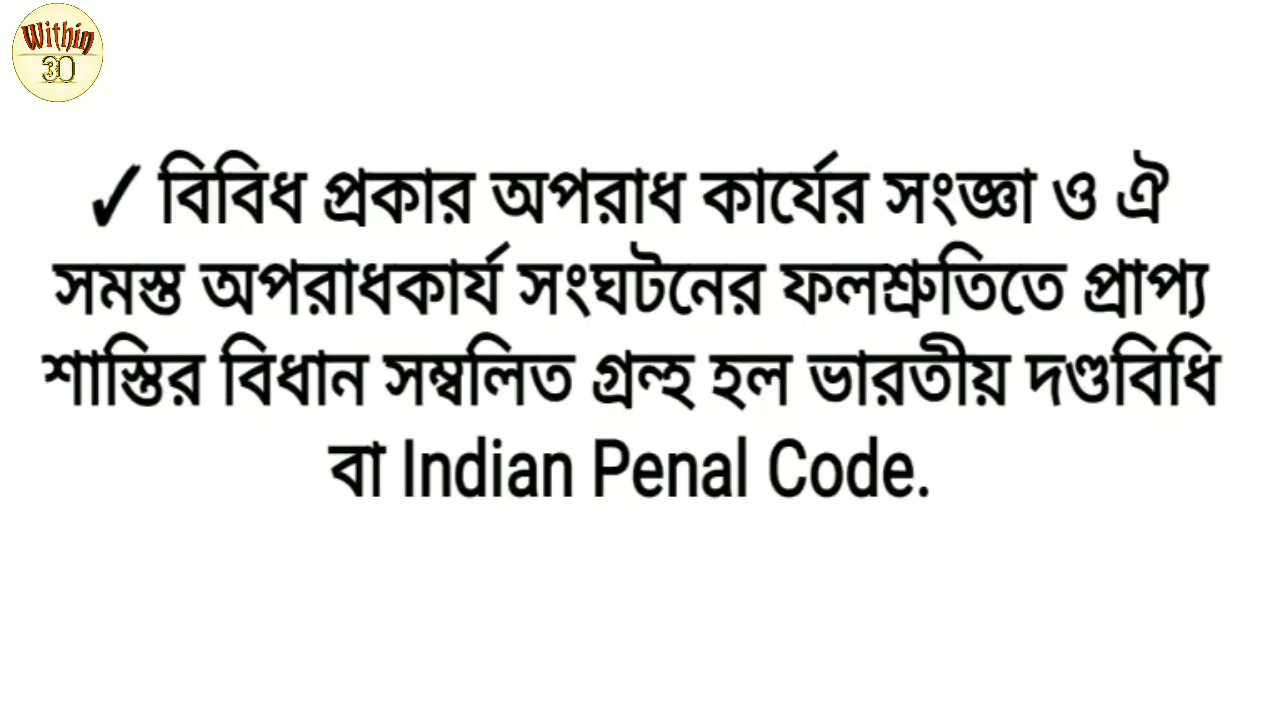 Within
30
✓ বিবিধ প্রকার অপরাধ কার্যের সংজ্ঞা ও ঐ
সমস্ত অপরাধকার্য সংঘটনের ফলশ্রুতিতে প্রাপ্য
শাস্তির বিধান সম্বলিত গ্রন্হ হল ভারতীয় দণ্ডবিধি
বা Indian Penal Code.